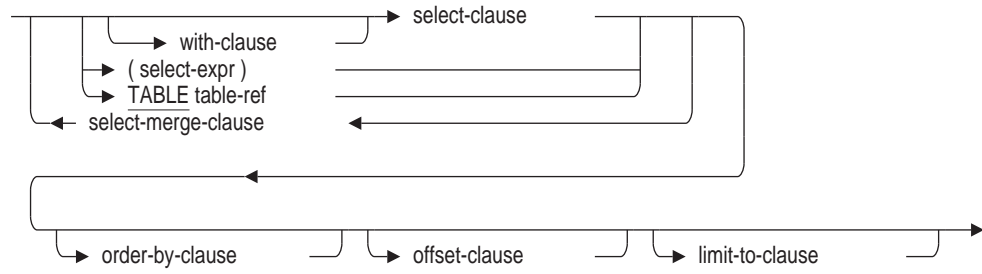 select-clause
with-clause
( select-expr )
TABLE table-ref
select-merge-clause
order-by-clause offset-clause limit-to-clause